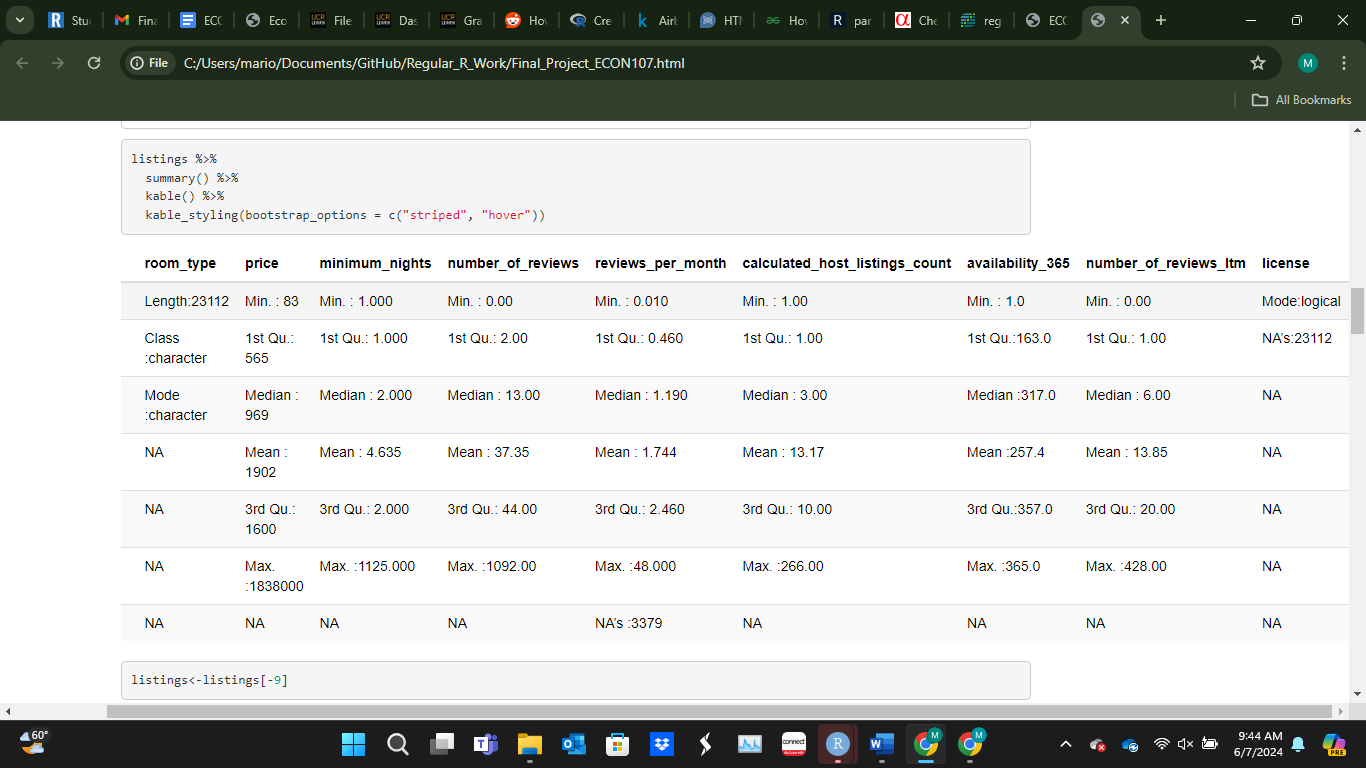 Stuc
Fina
ECC
Eco
File
Das
Gra
Hov
Cre
Airb
HTM
Hov
par
Che
reg
ECC
File
C:/Users/mario/Documents/GitHub/Regular_R_Work/Final_Project_ECON107.html
M
All Bookmarks
listings %>%
summary() %>%
kable() %>%
kable_styling(bootstrap_options = c("striped", "hover"))
room_type price minimum_nights number_of_reviews reviews_per_month calculated_host_listings_count availability_365 number_of_reviews_ltm license
Length:23112 Min. : 83 Min. : 1.000 Min. : 0.00 Min. : 0.010 Min. : 1.00 Min. : 1.0 Min. : 0.00 Mode:logical
Class :character 1st Qu.: 565 1st Qu.: 1.000 1st Qu.: 2.00 1st Qu.: 0.460 1st Qu.: 1.00 1st Qu.:163.0 1st Qu.: 1.00 NA's:23112
Mode :character Median : 969 Median : 2.000 Median : 13.00 Median : 1.190 Median : 3.00 Median :317.0 Median : 6.00 NA
NA Mean : 1902 Mean : 4.635 Mean : 37.35 Mean : 1.744 Mean : 13.17 Mean :257.4 Mean : 13.85 NA
NA 3rd Qu.: 1600 3rd Qu.: 2.000 3rd Qu.: 44.00 3rd Qu.: 2.460 3rd Qu.: 10.00 3rd Qu.:357.0 3rd Qu.: 20.00 NA
NA Max. :1838000 Max. :1125.000 Max. :1092.00 Max. :48.000 Max. :266.00 Max. :365.0 Max. :428.00 NA
NA NA NA NA NA's :3379 NA NA NA NA
listings<-listings[-9]
60°
9:44 AM
6/7/2024